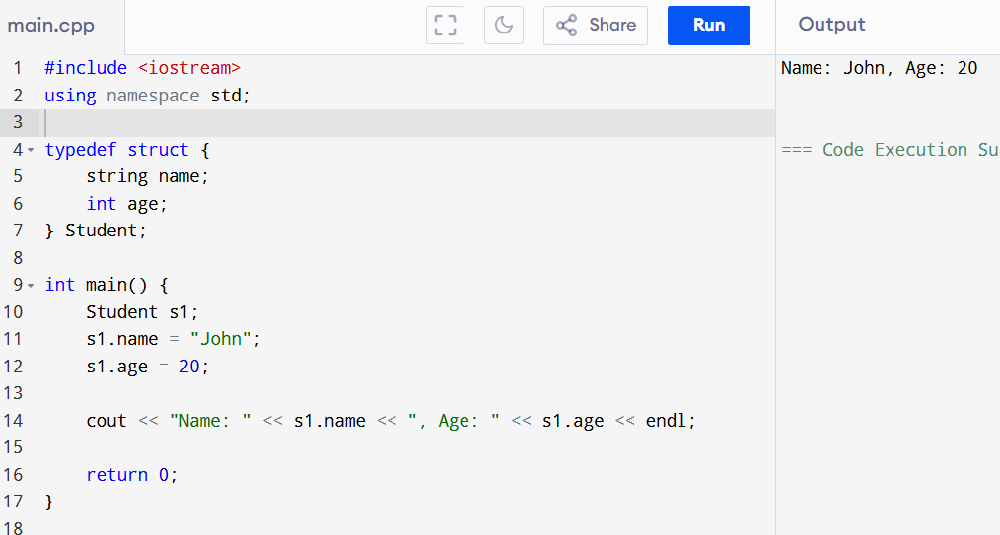 main.cpp
Share
Run
Output
1 #include <iostream>
2 using namespace std;
3
4 typedef struct {
5 string name;
6 int age;
7 } Student;
8
9 int main() {
10 Student s1;
11 s1.name = "John";
12 s1.age = 20;
13
14 cout << "Name: " << s1.name << ", Age: " << s1.age << endl;
15
16 return 0;
17 }
18
Name: John, Age: 20
=== Code Execution Su